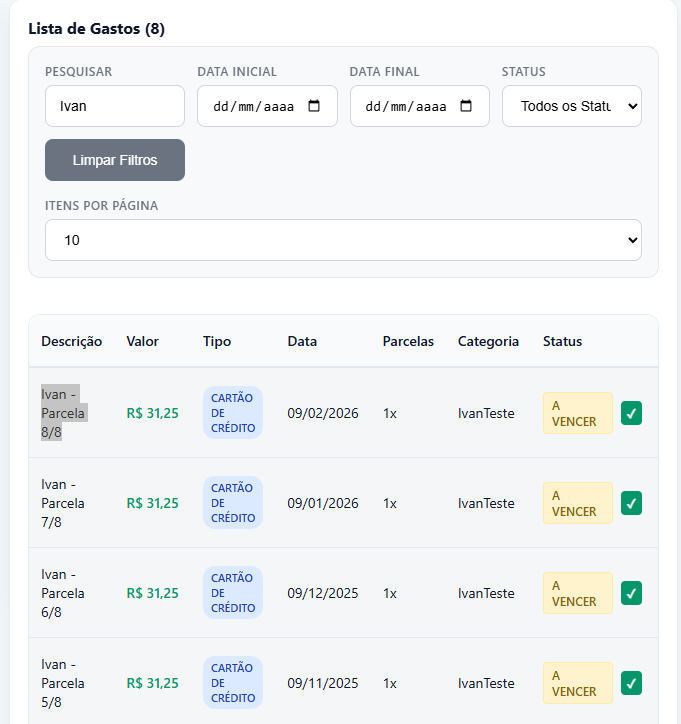 Lista de Gastos (8)
PESQUISAR
DATA INICIAL
DATA FINAL
STATUS
Ivan
dd/mm/aaaa
dd/mm/aaaa
Todos os Statu
Limpar Filtros
ITENS POR PÁGINA
10
Descrição Valor Tipo Data Parcelas Categoria Status
Ivan -
Parcela
8/8
R$ 31,25
CARTÃO
DE
CRÉDITO
09/02/2026
1x
IvanTeste
A
VENCER
Ivan -
Parcela
7/8
R$ 31,25
CARTÃO
DE
CRÉDITO
09/01/2026
1x
IvanTeste
A
VENCER
Ivan -
Parcela
6/8
R$ 31,25
CARTÃO
DE
CRÉDITO
09/12/2025
1x
IvanTeste
A
VENCER
Ivan -
Parcela
5/8
R$ 31,25
CARTÃO
DE
CRÉDITO
09/11/2025
1x
IvanTeste
A
VENCER